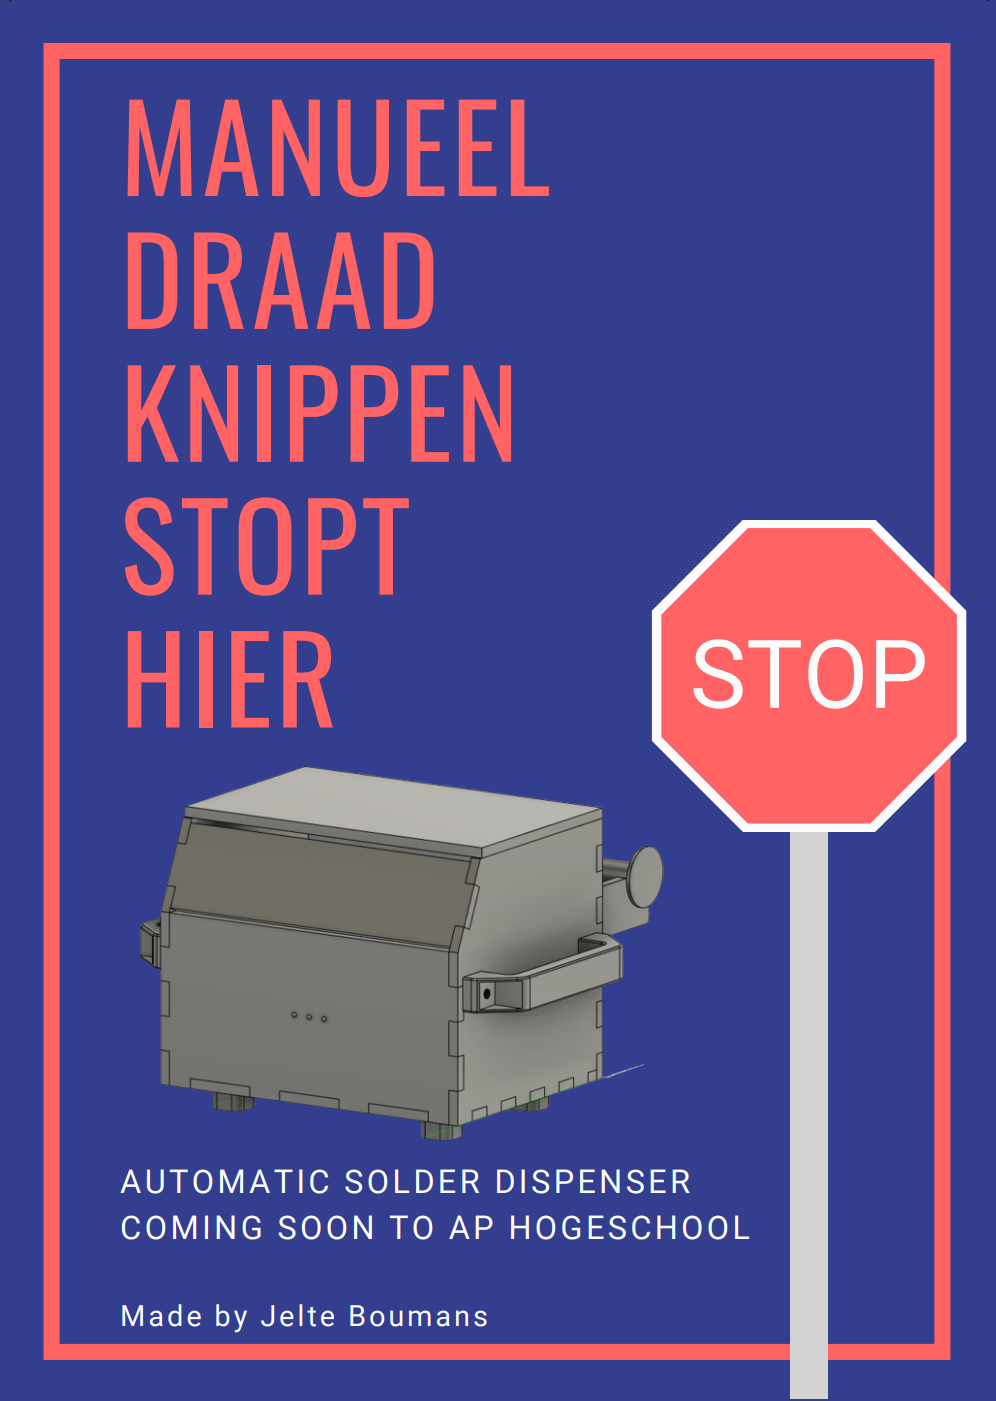 MANUEEL
DRAAD
KNIPPEN
STOPT
HIER
STOP
AUTOMATIC SOLDER DISPENSER
COMING SOON TO AP HOGESCHOOL
Made by Jelte Boumans